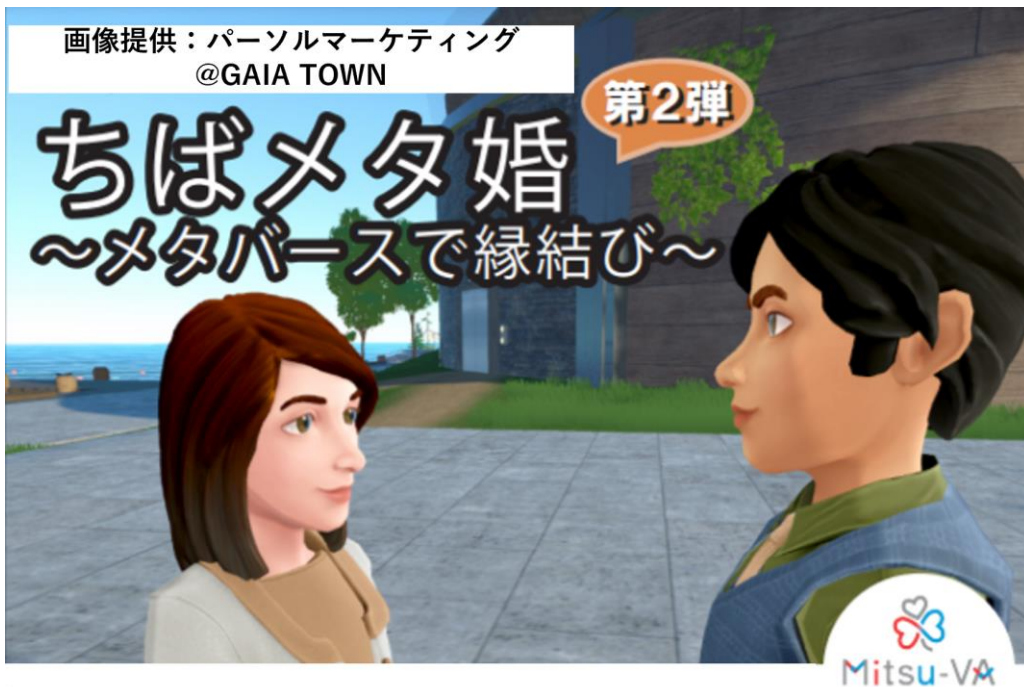 画像提供：パーソルマーケティング
@GAIA TOWN
第2弾
ちばメタ婚
～メタバースで縁結び～
Mitsu-VA